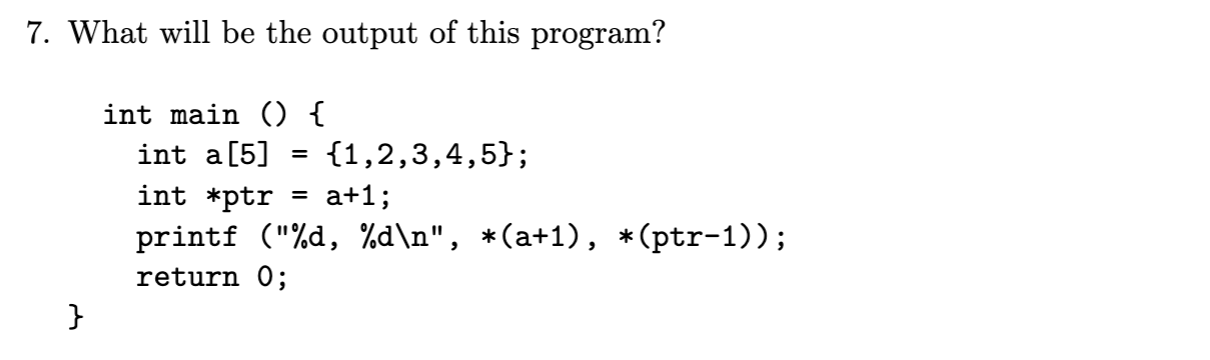 7. What will be the output of this program?
int main () {
int a[5] = {1,2,3,4,5};
int *ptr = a+1;
printf ("%d, %d\n", *(a+1), *(ptr-1));
return 0;
}